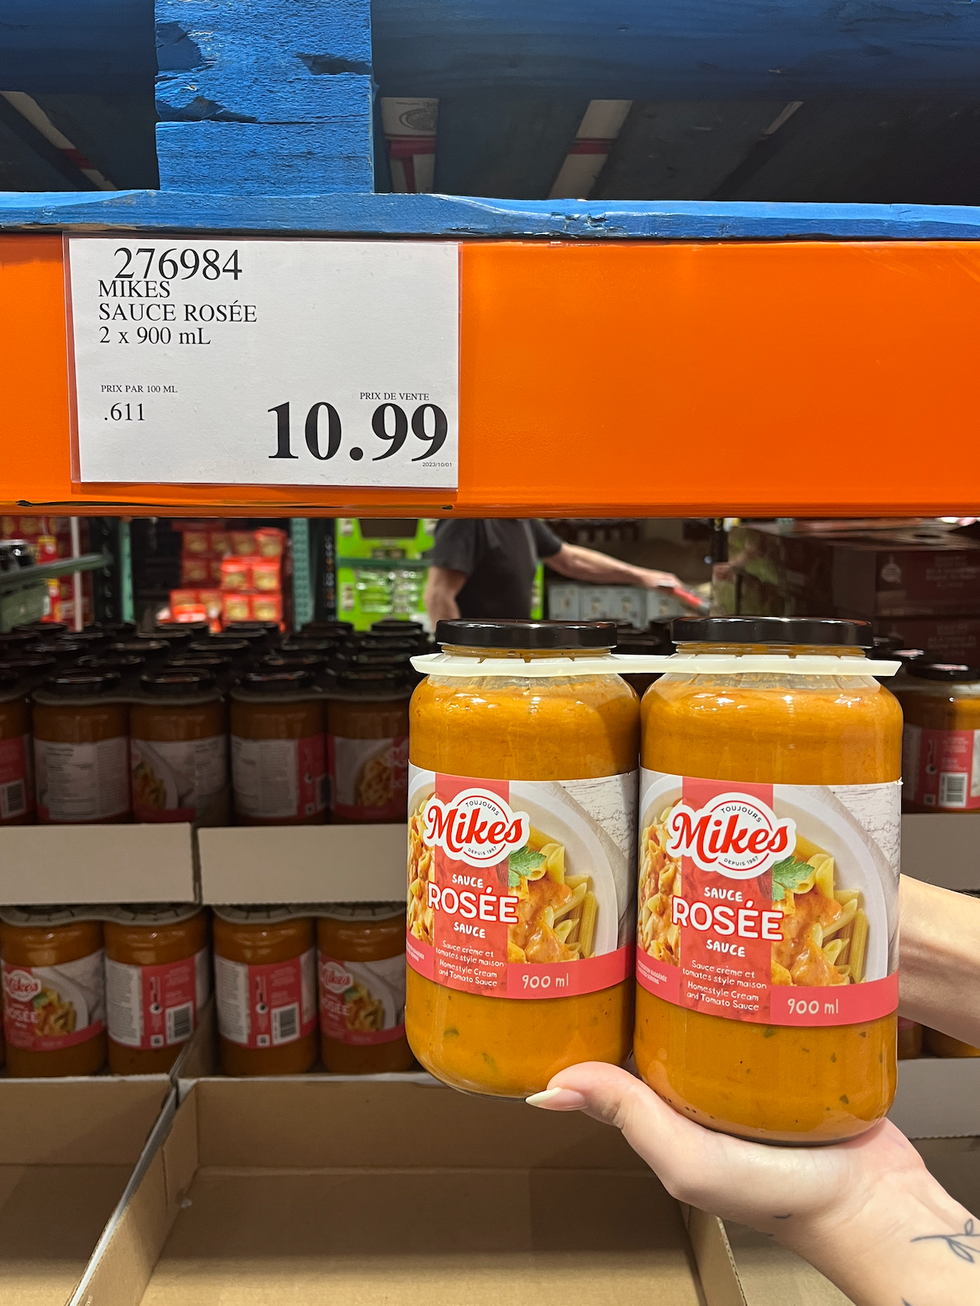 276984
MIKES
SAUCE ROSÉE
2 x 900 mL
PRIX PAR 100 ML
.611
PRIX DE VENTE
10.99
2023/10/01
TOUJOURS
Mikes
DEPUIS 1967
SAUCE
ROSÉE
SAUCE
Sauce crème et
tomates style maison
Homestyle Cream
and Tomato Sauce
900 ml
TOUJOURS
Mikes
DEPUIS 1967
SAUCE
ROSÉE
SAUCE
Sauce crème et
tomates style maison
Homestyle Cream
and Tomato Sauce
900 ml
Mikes
ROSÉE